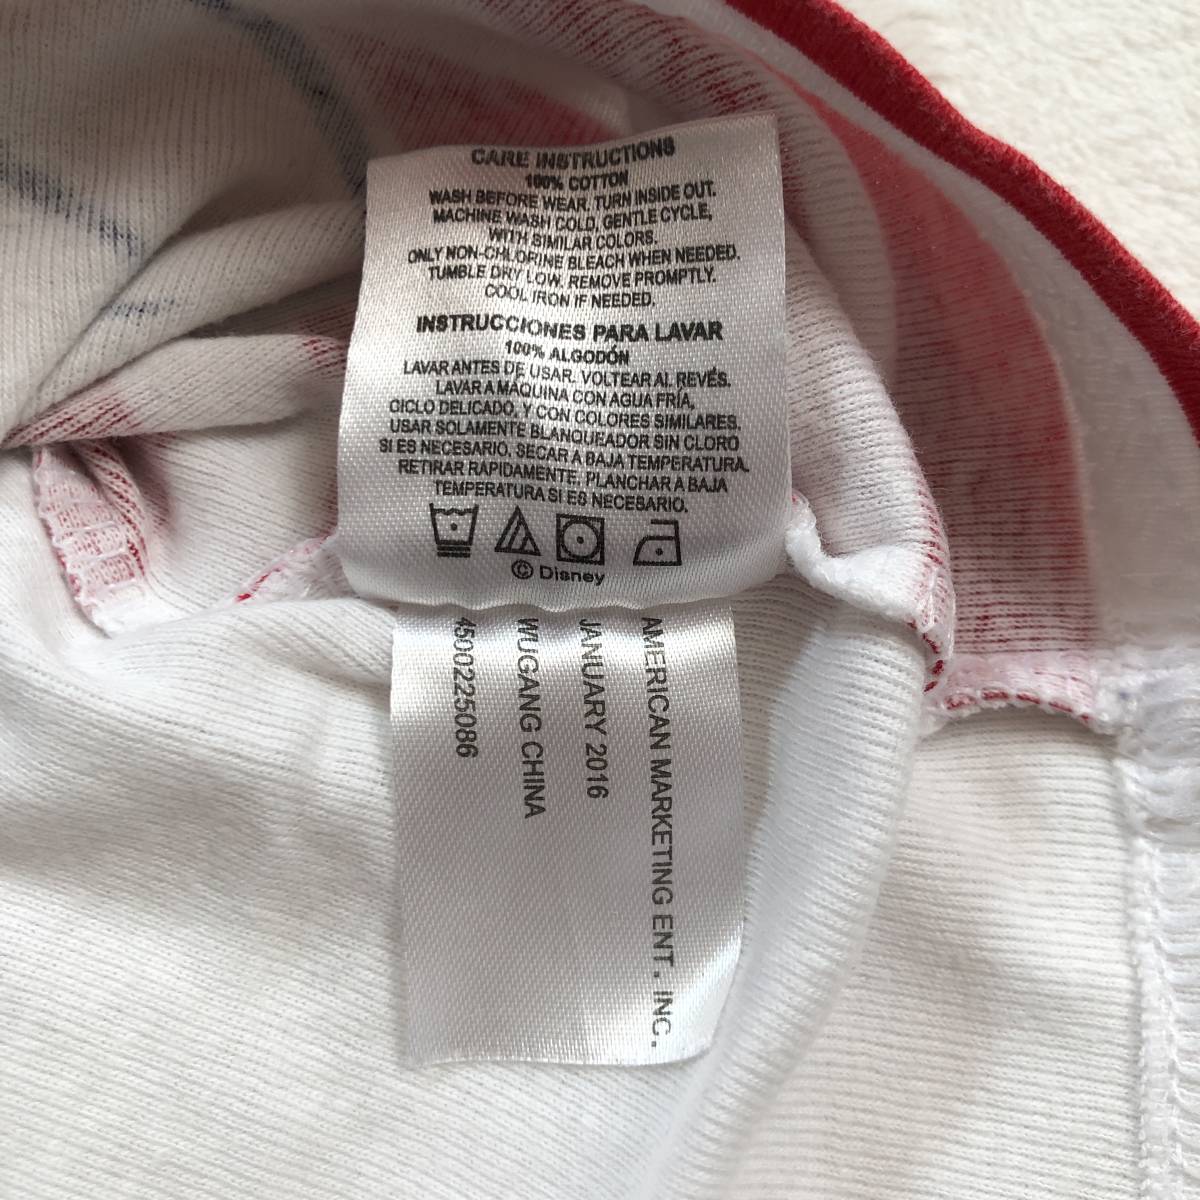 CARE INSTRUCTIONS
100% COTTON
WASH BEFORE WEAR. TURN INSIDE OUT.
MACHINE WASH COLD, GENTLE CYCLE,
WITH SIMILAR COLORS.
ONLY NON-CHLORINE BLEACH WHEN NEEDED.
TUMBLE DRY LOW. REMOVE PROMPTLY.
COOL IRON IF NEEDED.
INSTRUCCIONES PARA LAVAR
100% ALGODÓN
LAVAR ANTES DE USAR. VOLTEAR AL REVÉS.
LAVAR A MÁQUINA CON AGUA FRÍA,
CICLO DELICADO, Y CON COLORES SIMILARES.
USAR SOLAMENTE BLANQUEADOR SIN CLORO
SI ES NECESARIO. SECAR A BAJA TEMPERATURA.
RETIRAR RÁPIDAMENTE. PLANCHAR A BAJA
TEMPERATURA SI ES NECESARIO.
© Disney
AMERICAN MARKETING ENT. INC.
JANUARY 2016
WUGANG CHINA
4500225086